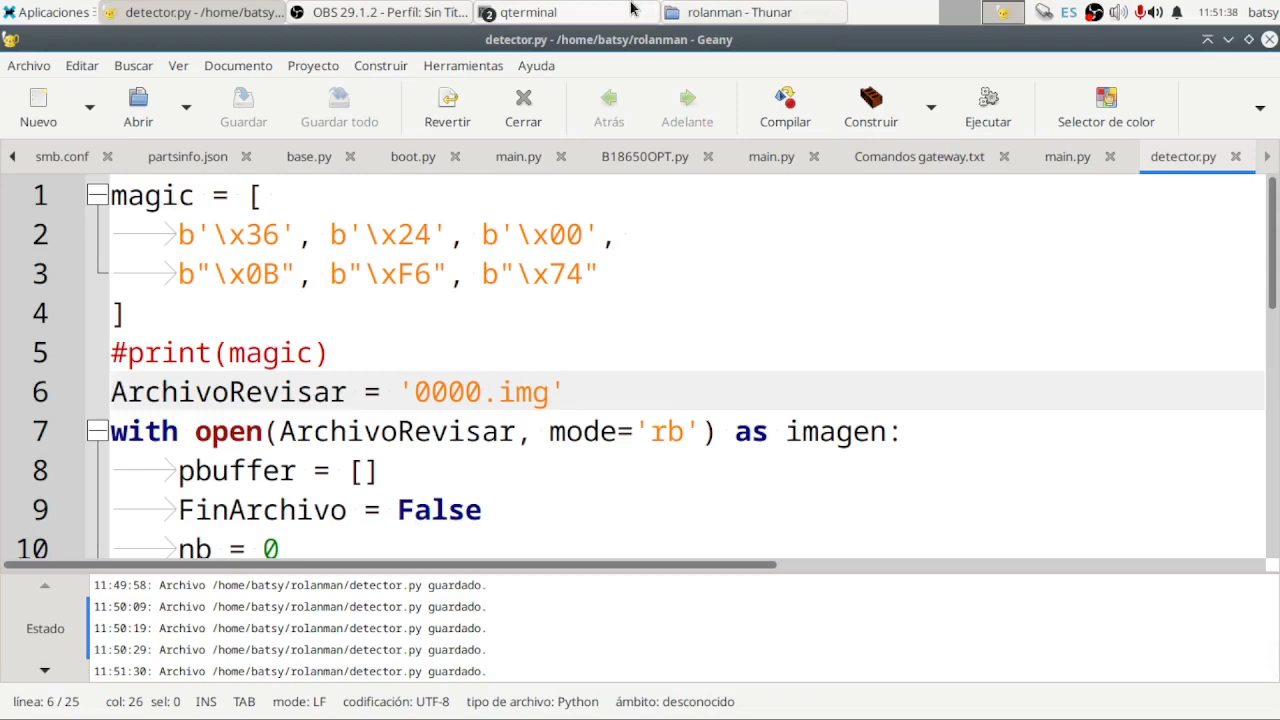 Aplicaciones detector.py - /home/batsy/... OBS 29.1.2 - Perfil: Sin Tít... 2 qterminal rolanman - Thunar ES 11:51:38 batsy
detector.py - /home/batsy/rolanman - Geany
Archivo Editar Buscar Ver Documento Proyecto Construir Herramientas Ayuda
Nuevo Abrir Guardar Guardar todo Revertir Cerrar Atrás Adelante Compilar Construir Ejecutar Selector de color
smb.conf partsinfo.json base.py boot.py main.py B18650OPT.py main.py Comandos gateway.txt main.py detector.py
1 magic = [
2 b'\x36', b'\x24', b'\x00',
3 b"\x0B", b"\xF6", b"\x74"
4 ]
5 #print(magic)
6 ArchivoRevisar = '0000.img'
7 with open(ArchivoRevisar, mode='rb') as imagen:
8 pbuffer = []
9 FinArchivo = False
10 nb = 0
11:49:58: Archivo /home/batsy/rolanman/detector.py guardado.
11:50:09: Archivo /home/batsy/rolanman/detector.py guardado.
Estado 11:50:19: Archivo /home/batsy/rolanman/detector.py guardado.
11:50:29: Archivo /home/batsy/rolanman/detector.py guardado.
11:51:30: Archivo /home/batsy/rolanman/detector.py guardado.
línea: 6 / 25 col: 26 sel: 0 INS TAB modo: LF codificación: UTF-8 tipo de archivo: Python ámbito: desconocido